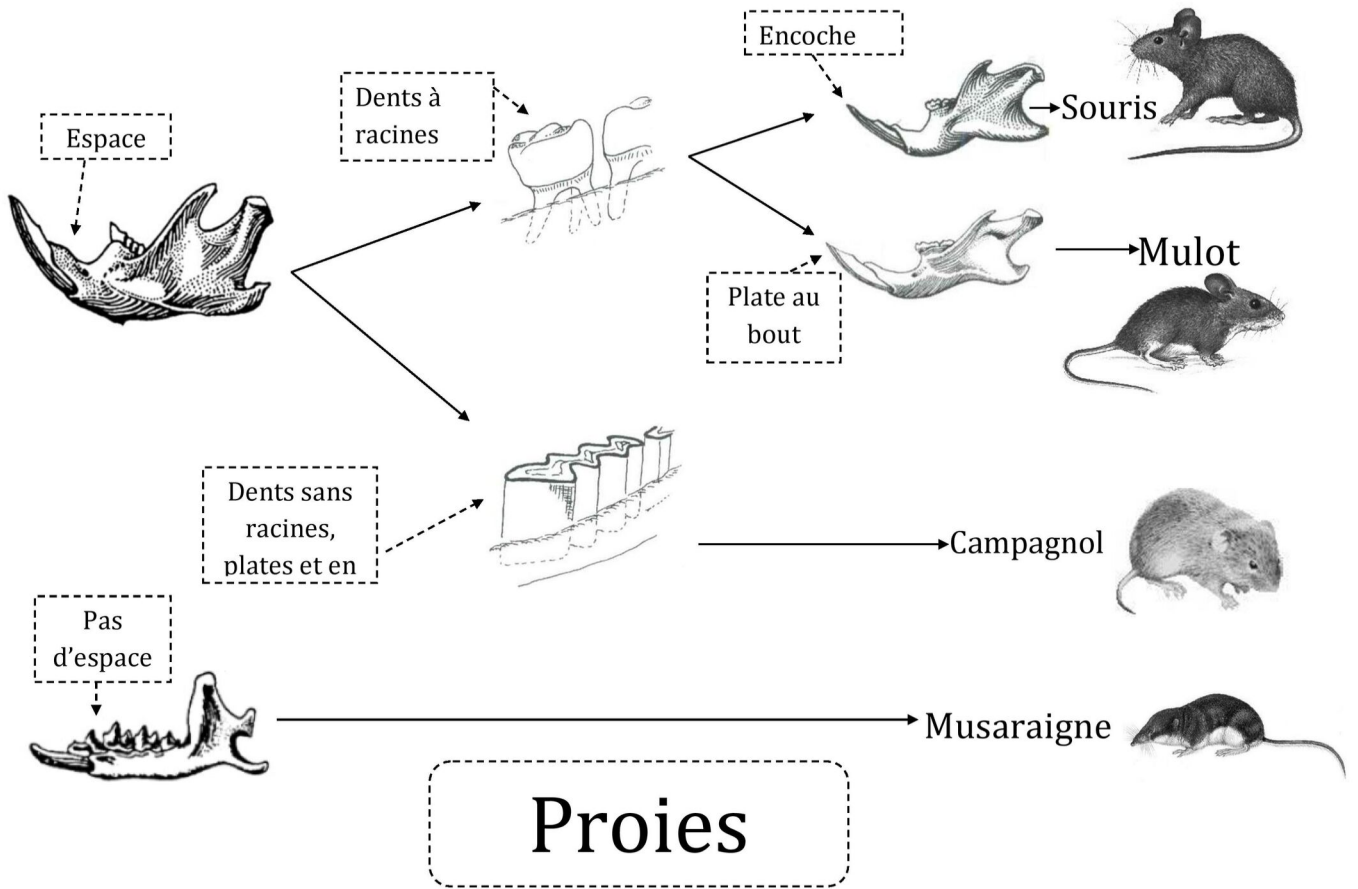 Encoche
Souris
Dents à
racines
Espace
Mulot
Plate au
bout
Dents sans
racines,
plates et en
Campagnol
Pas
d'espace
Musaraigne
Proies